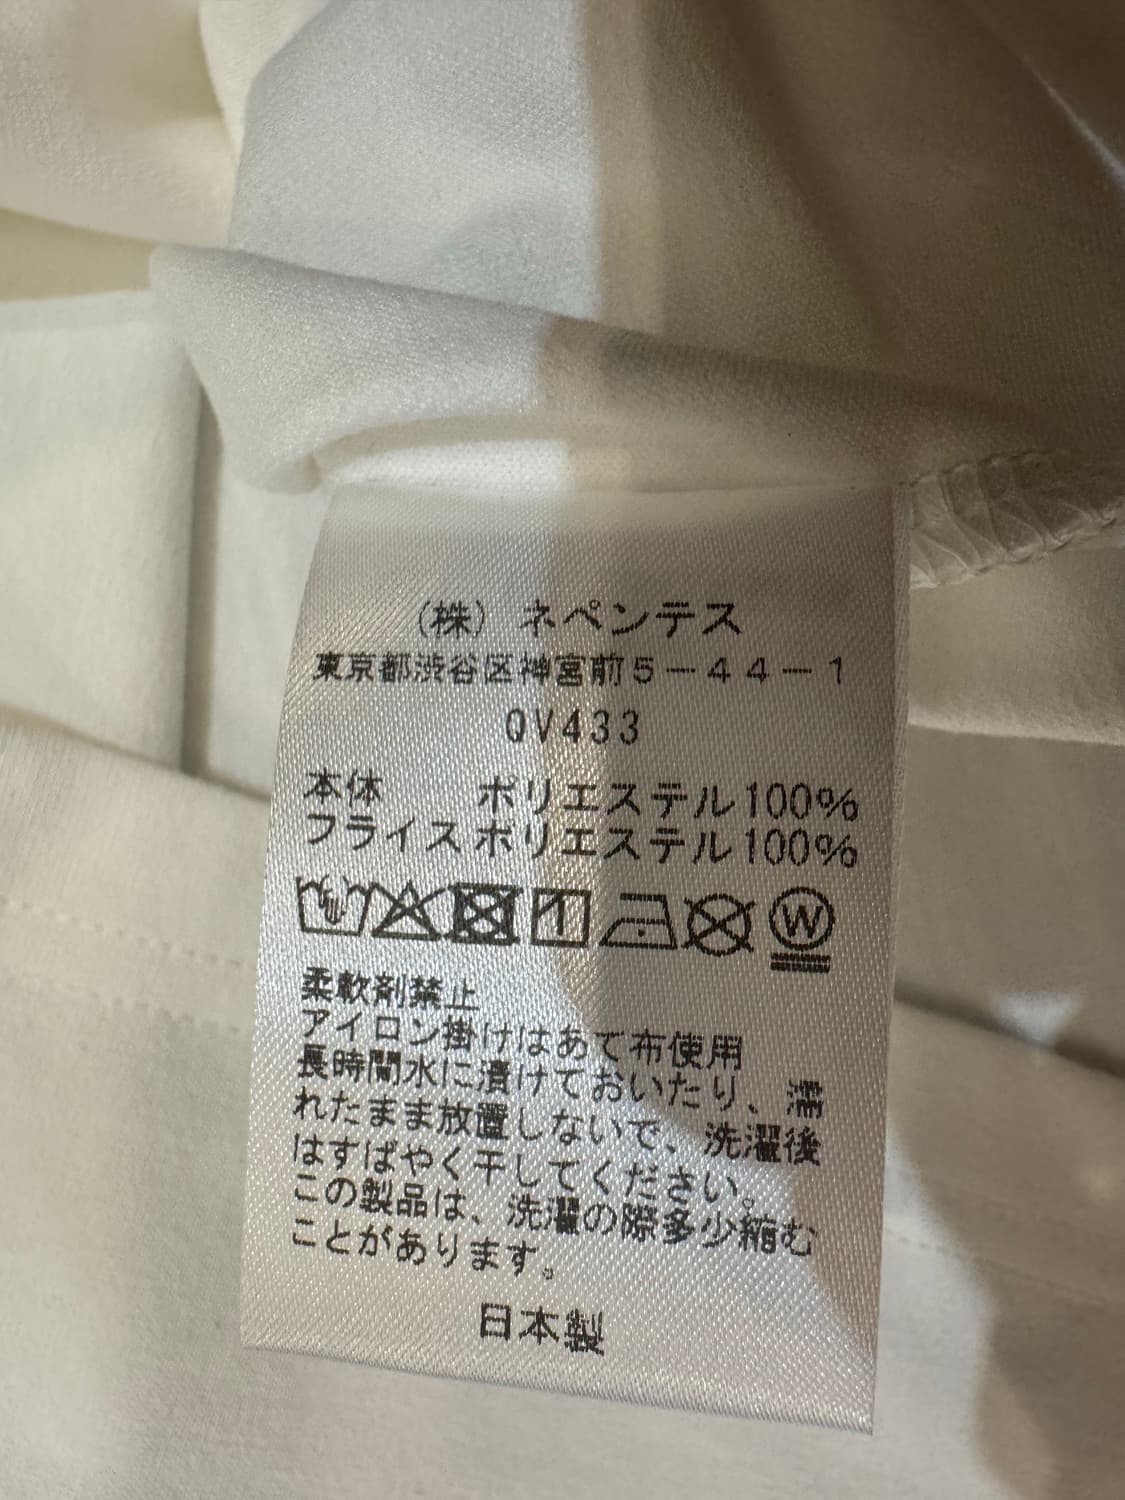 （株）ネペンテス
東京都渋谷区神宮前５－４４－１
QV433
本体 ポリエステル100%
フライス ポリエステル100%
W
柔軟剤禁止
アイロン掛けはあて布使用
長時間水に漬けておいたり、濡
れたまま放置しないで、洗濯後
はすばやく干してください。
この製品は、洗濯の際多少縮む
ことがあります。
日本製